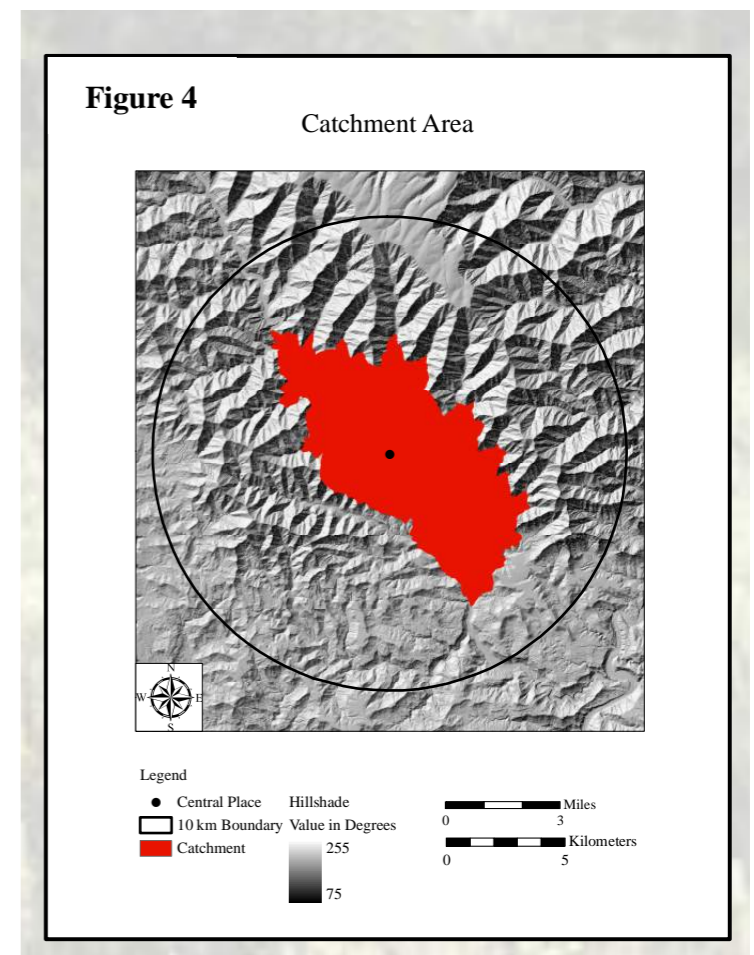 Figure 4
Catchment Area
N
W E
S
Legend
Central Place
10 km Boundary
Catchment
Hillshade
Value in Degrees
255
75
Miles
0 3
Kilometers
0 5